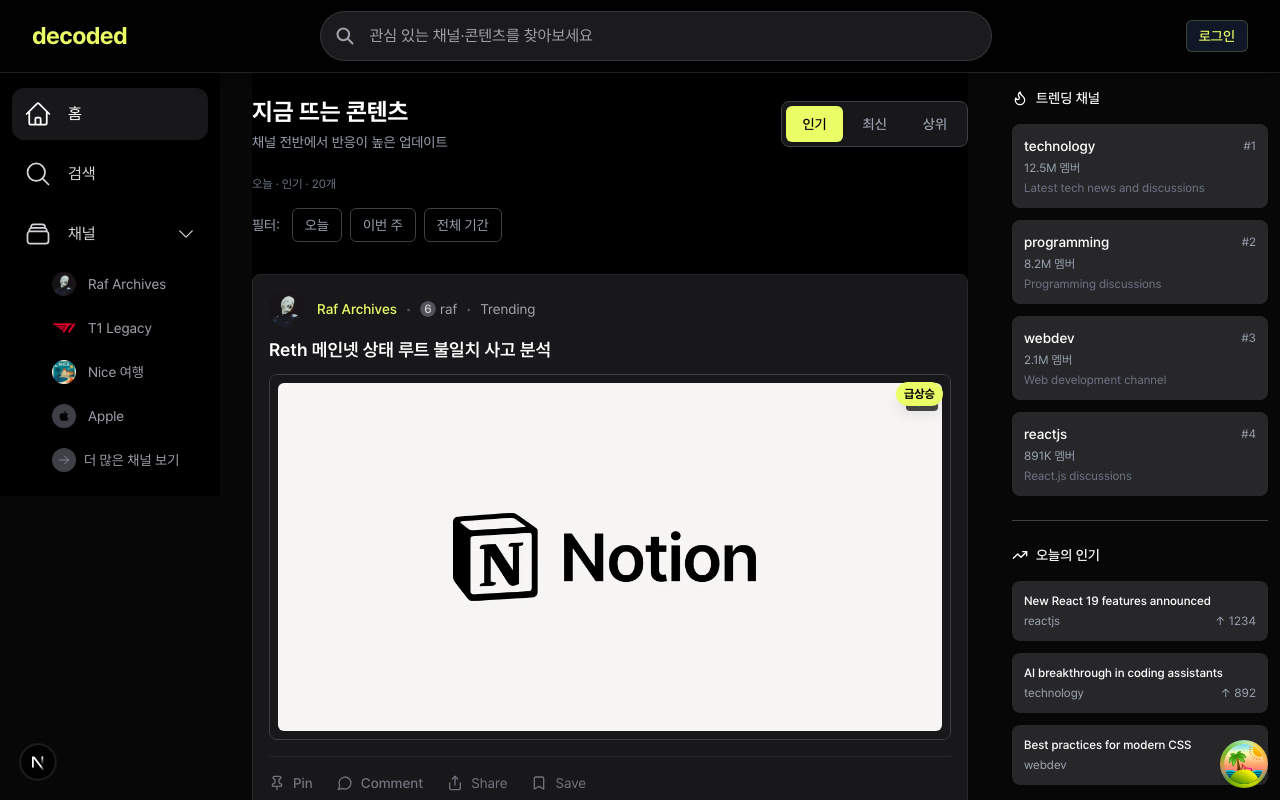 decoded
관심 있는 채널·콘텐츠를 찾아보세요
로그인
홈
검색
채널
Raf Archives
T1 Legacy
Nice 여행
Apple
더 많은 채널 보기
N
지금 뜨는 콘텐츠
채널 전반에서 반응이 높은 업데이트
인기 최신 상위
오늘 · 인기 · 20개
필터: 오늘 이번 주 전체 기간
Raf Archives • 6 raf • Trending
Reth 메인넷 상태 루트 불일치 사고 분석
급상승
N Notion
Pin Comment Share Save
트렌딩 채널
technology #1
12.5M 멤버
Latest tech news and discussions
programming #2
8.2M 멤버
Programming discussions
webdev #3
2.1M 멤버
Web development channel
reactjs #4
891K 멤버
React.js discussions
오늘의 인기
New React 19 features announced
reactjs ↑ 1234
AI breakthrough in coding assistants
technology ↑ 892
Best practices for modern CSS
webdev